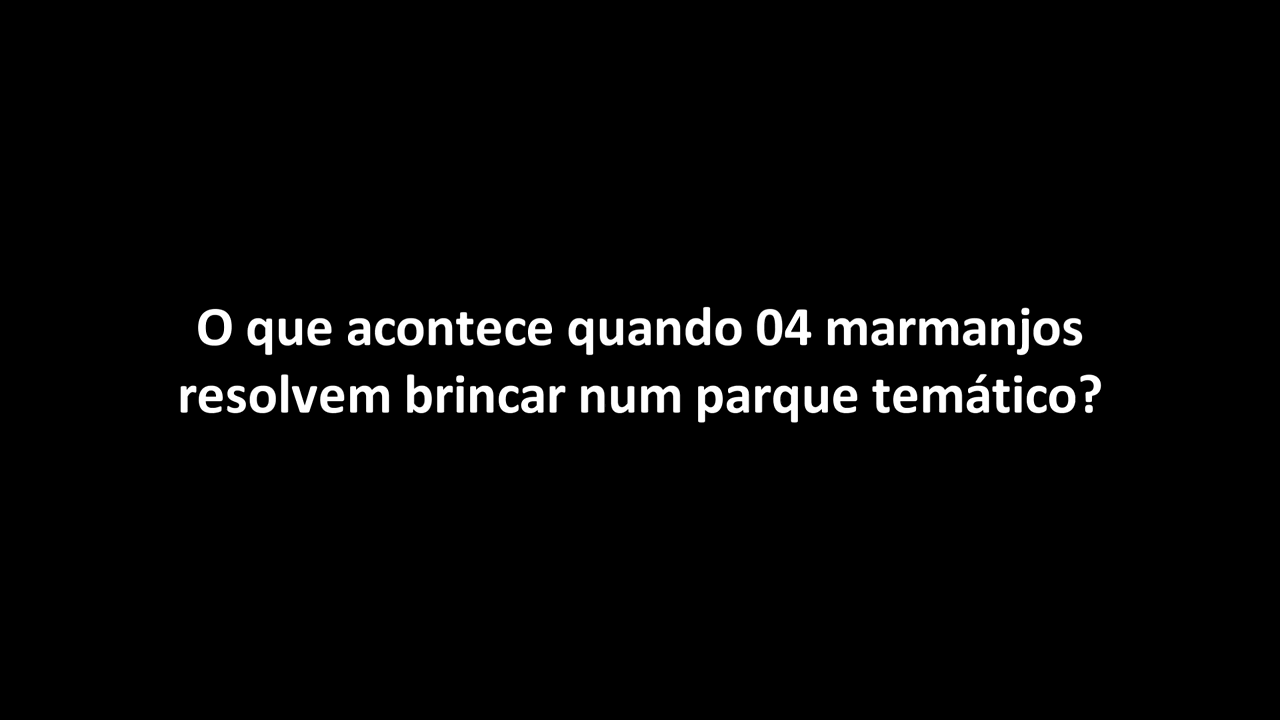 O que acontece quando 04 marmanjos
resolvem brincar num parque temático?